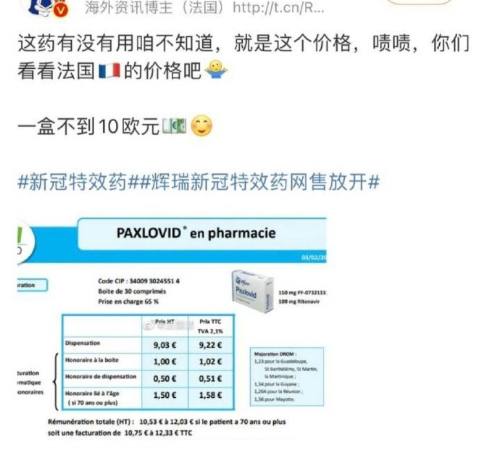 海外资讯博主（法国）http://t.cn/R...
这药有没有用咱不知道，就是这个价格，啧啧，你们
看看法国🇫🇷的价格吧🤷
一盒不到10欧元💶😊
#新冠特效药##辉瑞新冠特效药网售放开#
PAXLOVID® en pharmacie
03/02/20
Code CIP : 34009 3024551 4
Boite de 30 comprimés
Prise en charge 65 %
Paxlovid
150 mg PF-0732133
100 mg Ritonavir
Prix HT Prix TTC
TVA 2,1%
Dispensation 9,03 € 9,22 €
Honoraire à la boite 1,00 € 1,02 €
Honoraire de dispensation 0,50 € 0,51 €
Honoraire lié à l'âge 1,50 € 1,58 €
( si 70 ans ou plus)
Majoration DROM :
1,23 pour la Guadeloupe,
St Barthélémy, St Martin,
la Martinique ;
1,34 pour la Guyane ;
1,264 pour la Réunion ;
1,36 pour Mayotte.
Rémunération totale (HT) : 10,53 € à 12,03 € si le patient a 70 ans ou plus
soit une facturation de 10,75 € à 12,33 € TTC